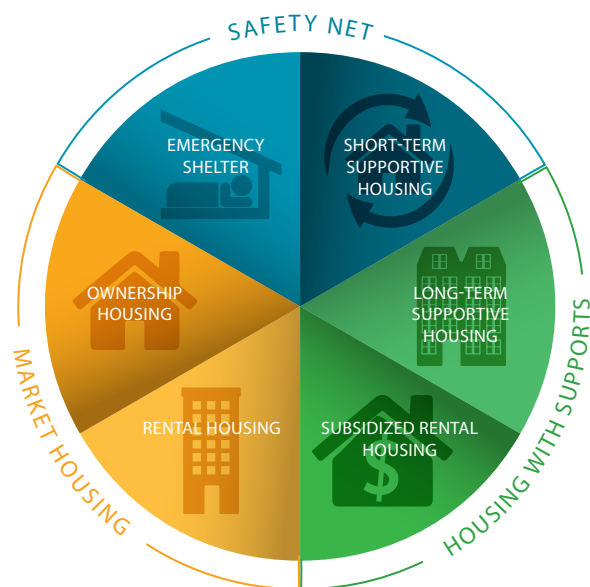 SAFETY NET
EMERGENCY
SHELTER
SHORT-TERM
SUPPORTIVE
HOUSING
OWNERSHIP
HOUSING
LONG-TERM
SUPPORTIVE
HOUSING
RENTAL HOUSING
SUBSIDIZED RENTAL
HOUSING
$
MARKET HOUSING
HOUSING WITH SUPPORTS